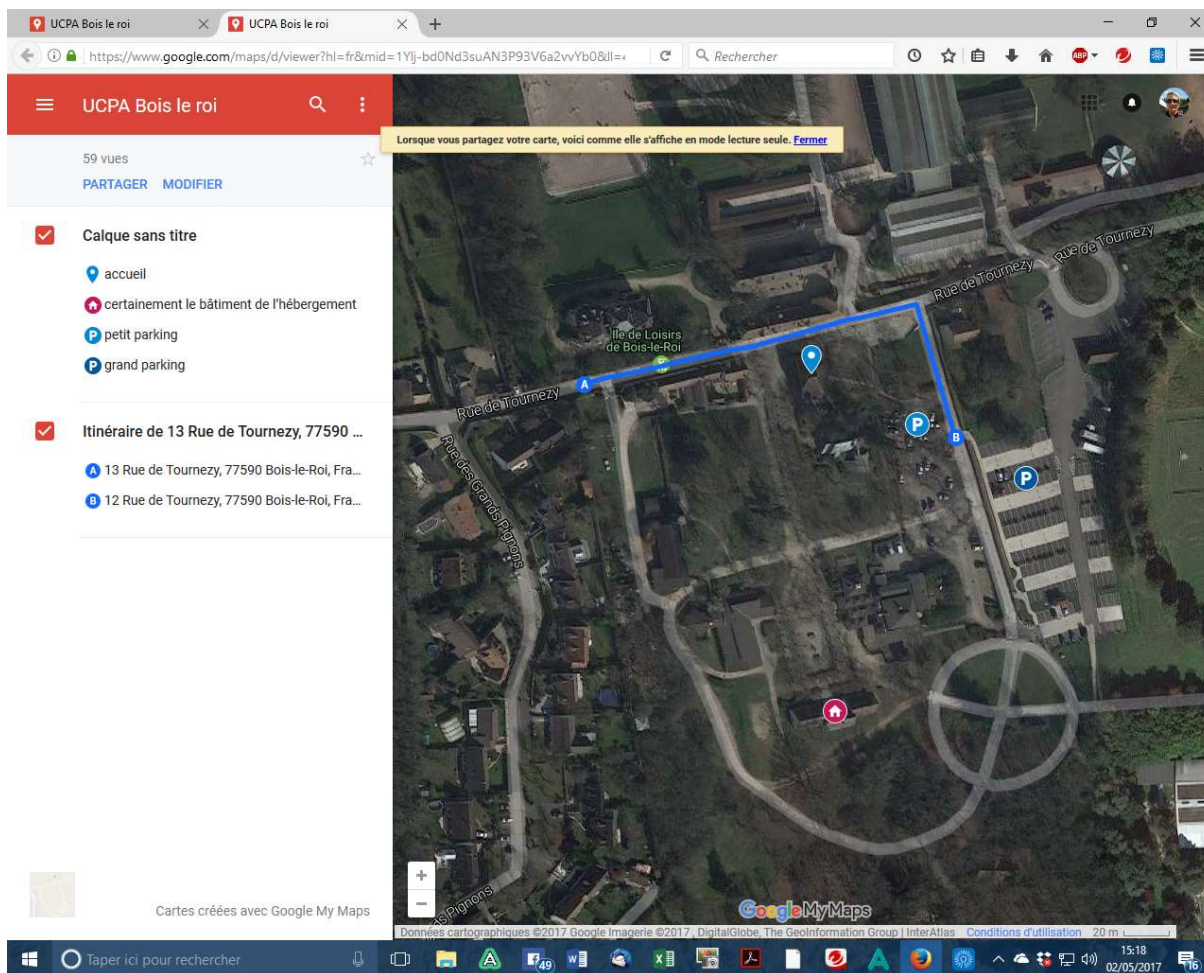 UCPA Bois le roi
UCPA Bois le roi
https://www.google.com/maps/d/viewer?hl=fr&mid=1Ylj-bd0Nd3suAN3P93V6a2vvYb0&ll=4
Rechercher
ABP
UCPA Bois le roi
Lorsque vous partagez votre carte, voici comme elle s'affiche en mode lecture seule. Fermer
59 vues
PARTAGER MODIFIER
Calque sans titre
accueil
certainement le bâtiment de l'hébergement
P petit parking
P grand parking
Itinéraire de 13 Rue de Tournezy, 77590 ...
A 13 Rue de Tournezy, 77590 Bois-le-Roi, Fra...
B 12 Rue de Tournezy, 77590 Bois-le-Roi, Fra...
Rue de Tournezy
Rue de Tournezy
Ile de Loisirs
de Bois-le-Roi
A
Rue de Tournezy
P
B
P
Rue des Grands Pignons
s Pignons
+
−
Google My Maps
Cartes créées avec Google My Maps
Données cartographiques ©2017 Google Imagerie ©2017 , DigitalGlobe, The GeoInformation Group | InterAtlas Conditions d'utilisation 20 m
Taper ici pour rechercher
49
15:18
02/05/2017
16